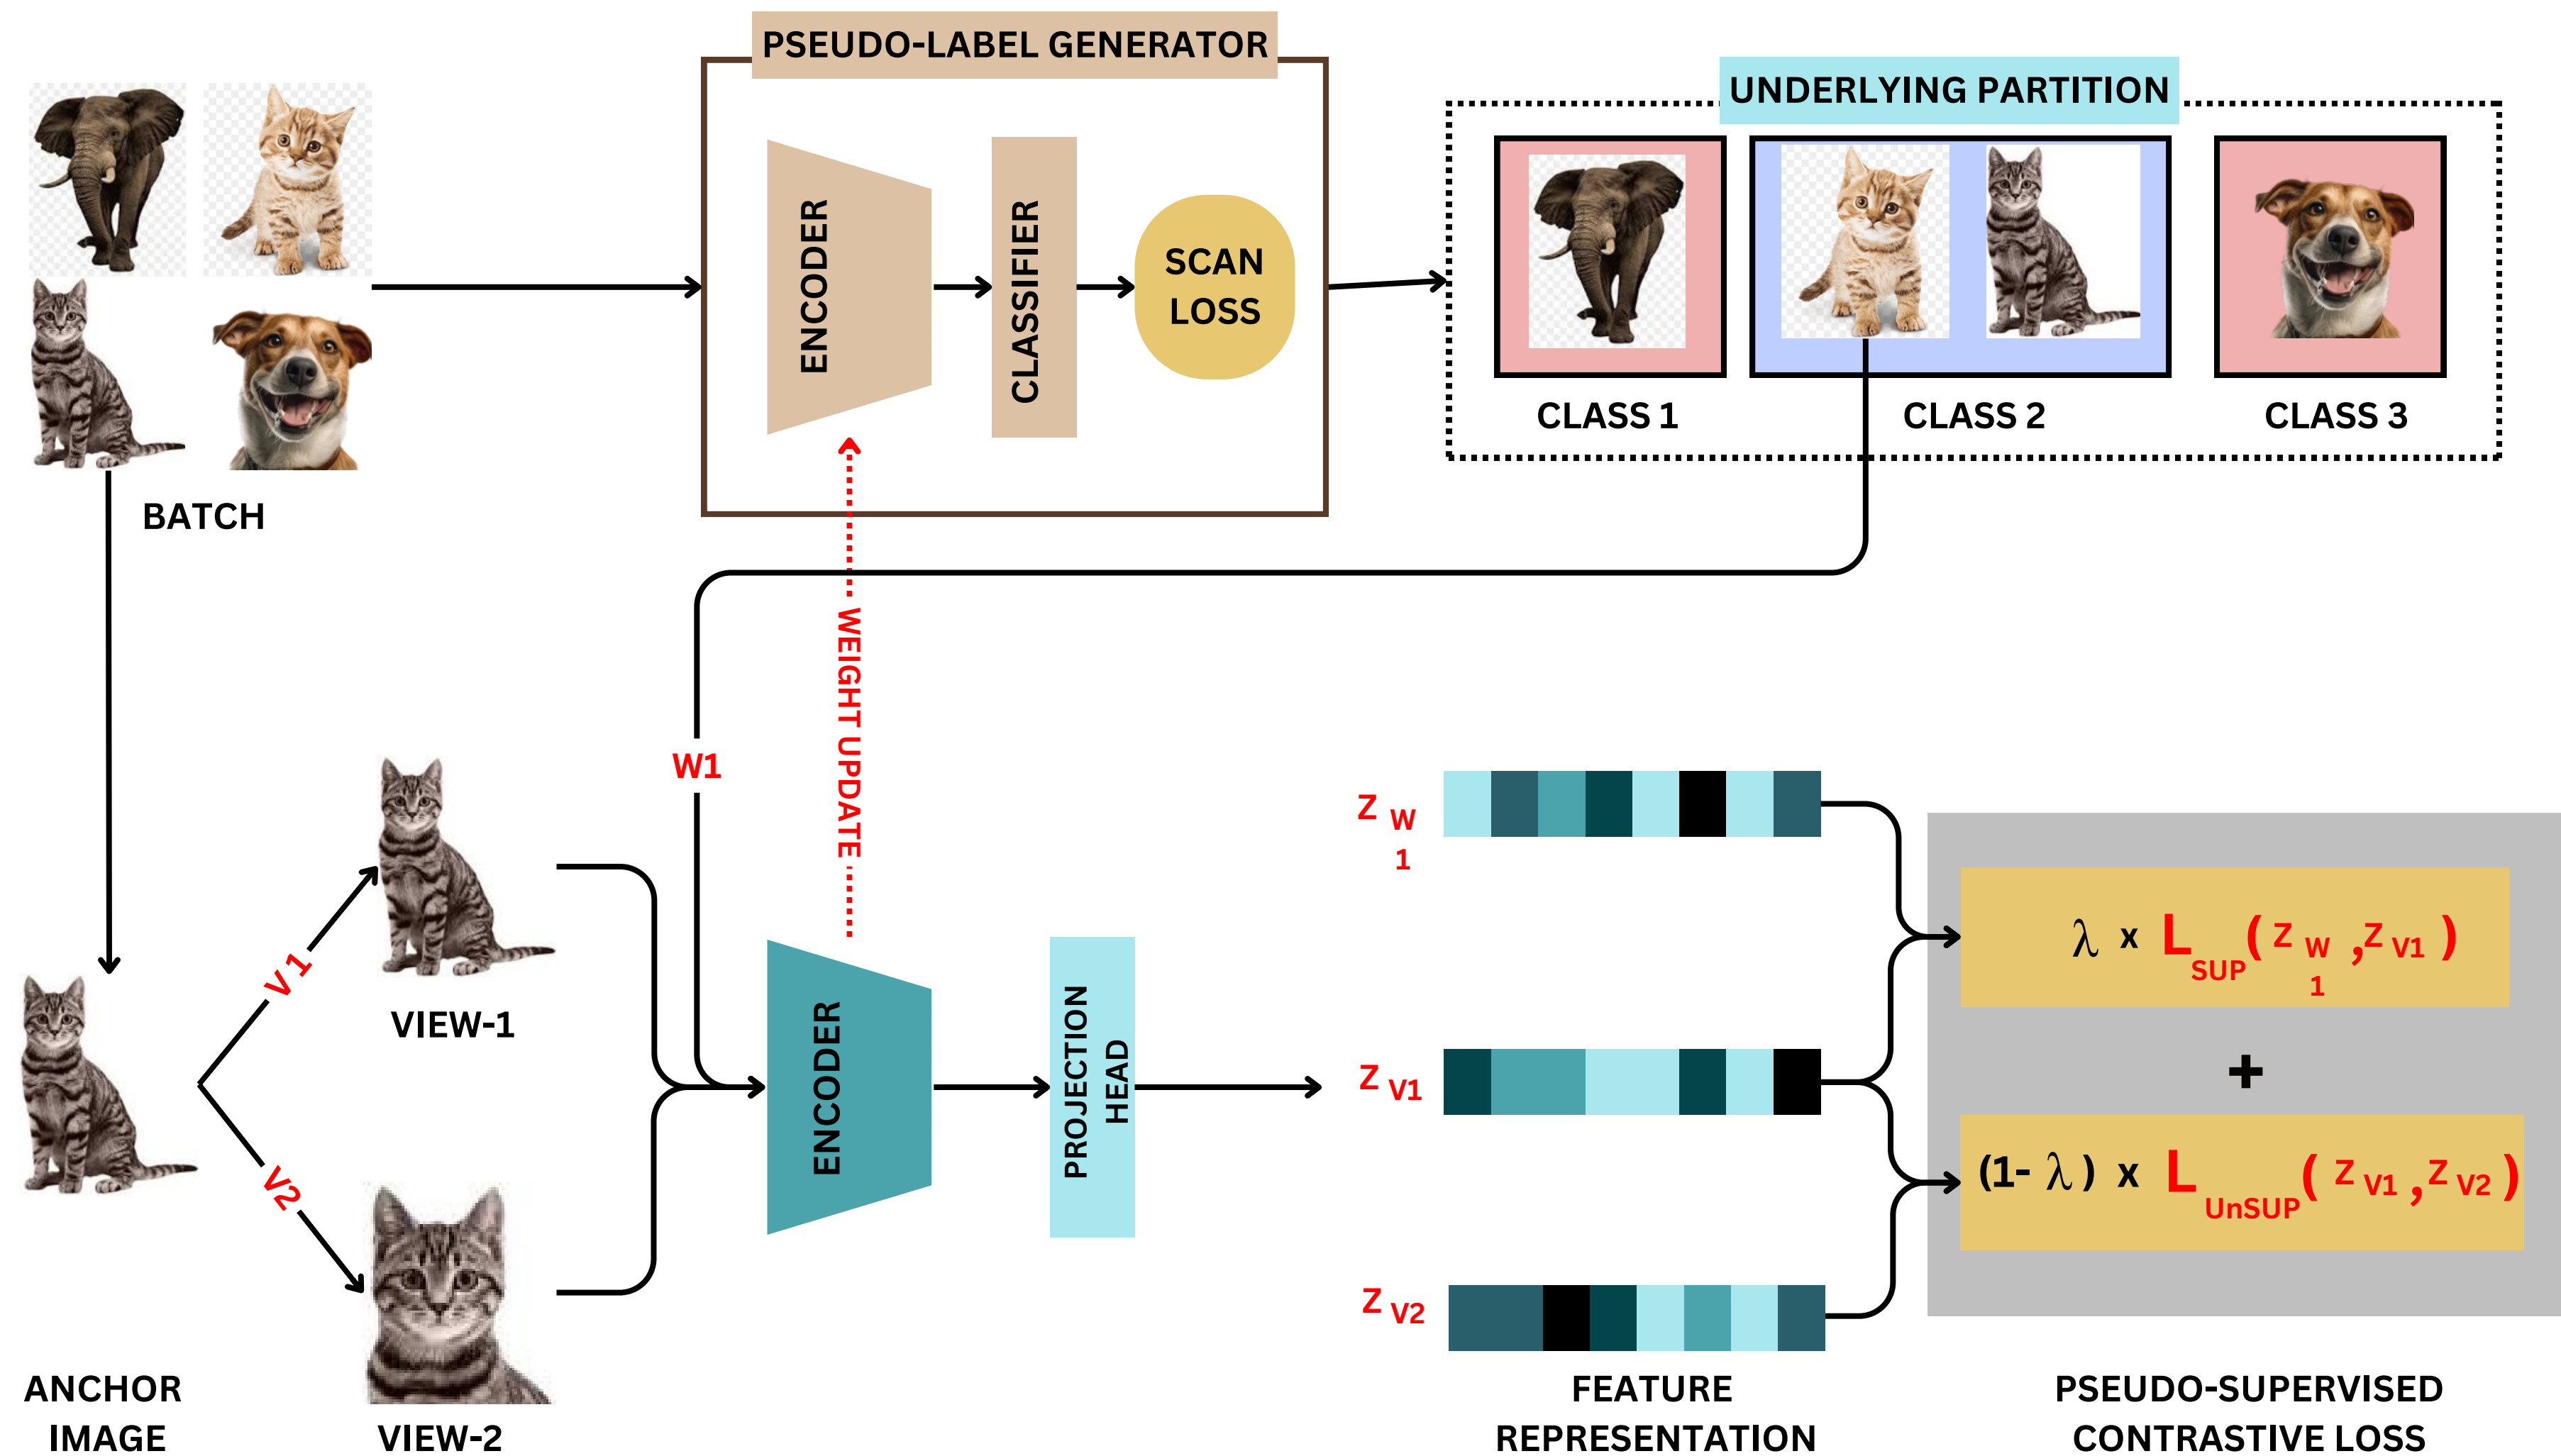 PSEUDO-LABEL GENERATOR
UNDERLYING PARTITION
ENCODER
CLASSIFIER
SCAN
LOSS
CLASS 1
CLASS 2
CLASS 3
BATCH
WEIGHT UPDATE
W1
V1
VIEW-1
V2
VIEW-2
ANCHOR
IMAGE
ENCODER
PROJECTION
HEAD
Z W
1
Z V1
Z V2
FEATURE
REPRESENTATION
λ x L SUP ( Z W , Z V1 )
1
+
(1- λ ) x L UnSUP ( Z V1 , Z V2 )
PSEUDO-SUPERVISED
CONTRASTIVE LOSS